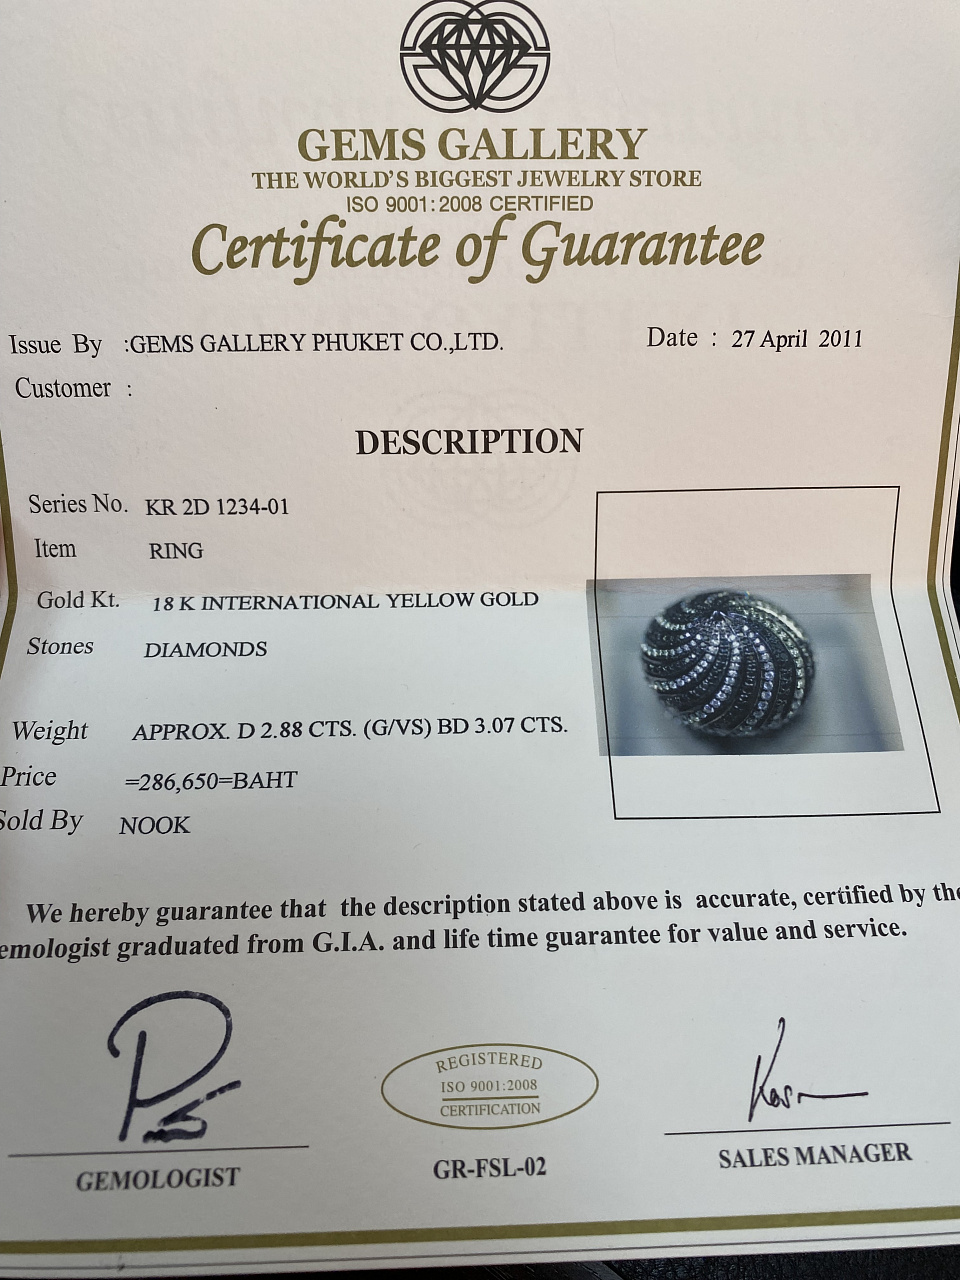 GEMS GALLERY
THE WORLD'S BIGGEST JEWELRY STORE
ISO 9001:2008 CERTIFIED
Certificate of Guarantee
Issue By :GEMS GALLERY PHUKET CO.,LTD. Date : 27 April 2011
Customer :
DESCRIPTION
Series No. KR 2D 1234-01
Item RING
Gold Kt. 18 K INTERNATIONAL YELLOW GOLD
Stones DIAMONDS
Weight APPROX. D 2.88 CTS. (G/VS) BD 3.07 CTS.
Price =286,650=BAHT
Sold By NOOK
We hereby guarantee that the description stated above is accurate, certified by the
emologist graduated from G.I.A. and life time guarantee for value and service.
REGISTERED
ISO 9001:2008
CERTIFICATION
GEMOLOGIST GR-FSL-02 SALES MANAGER